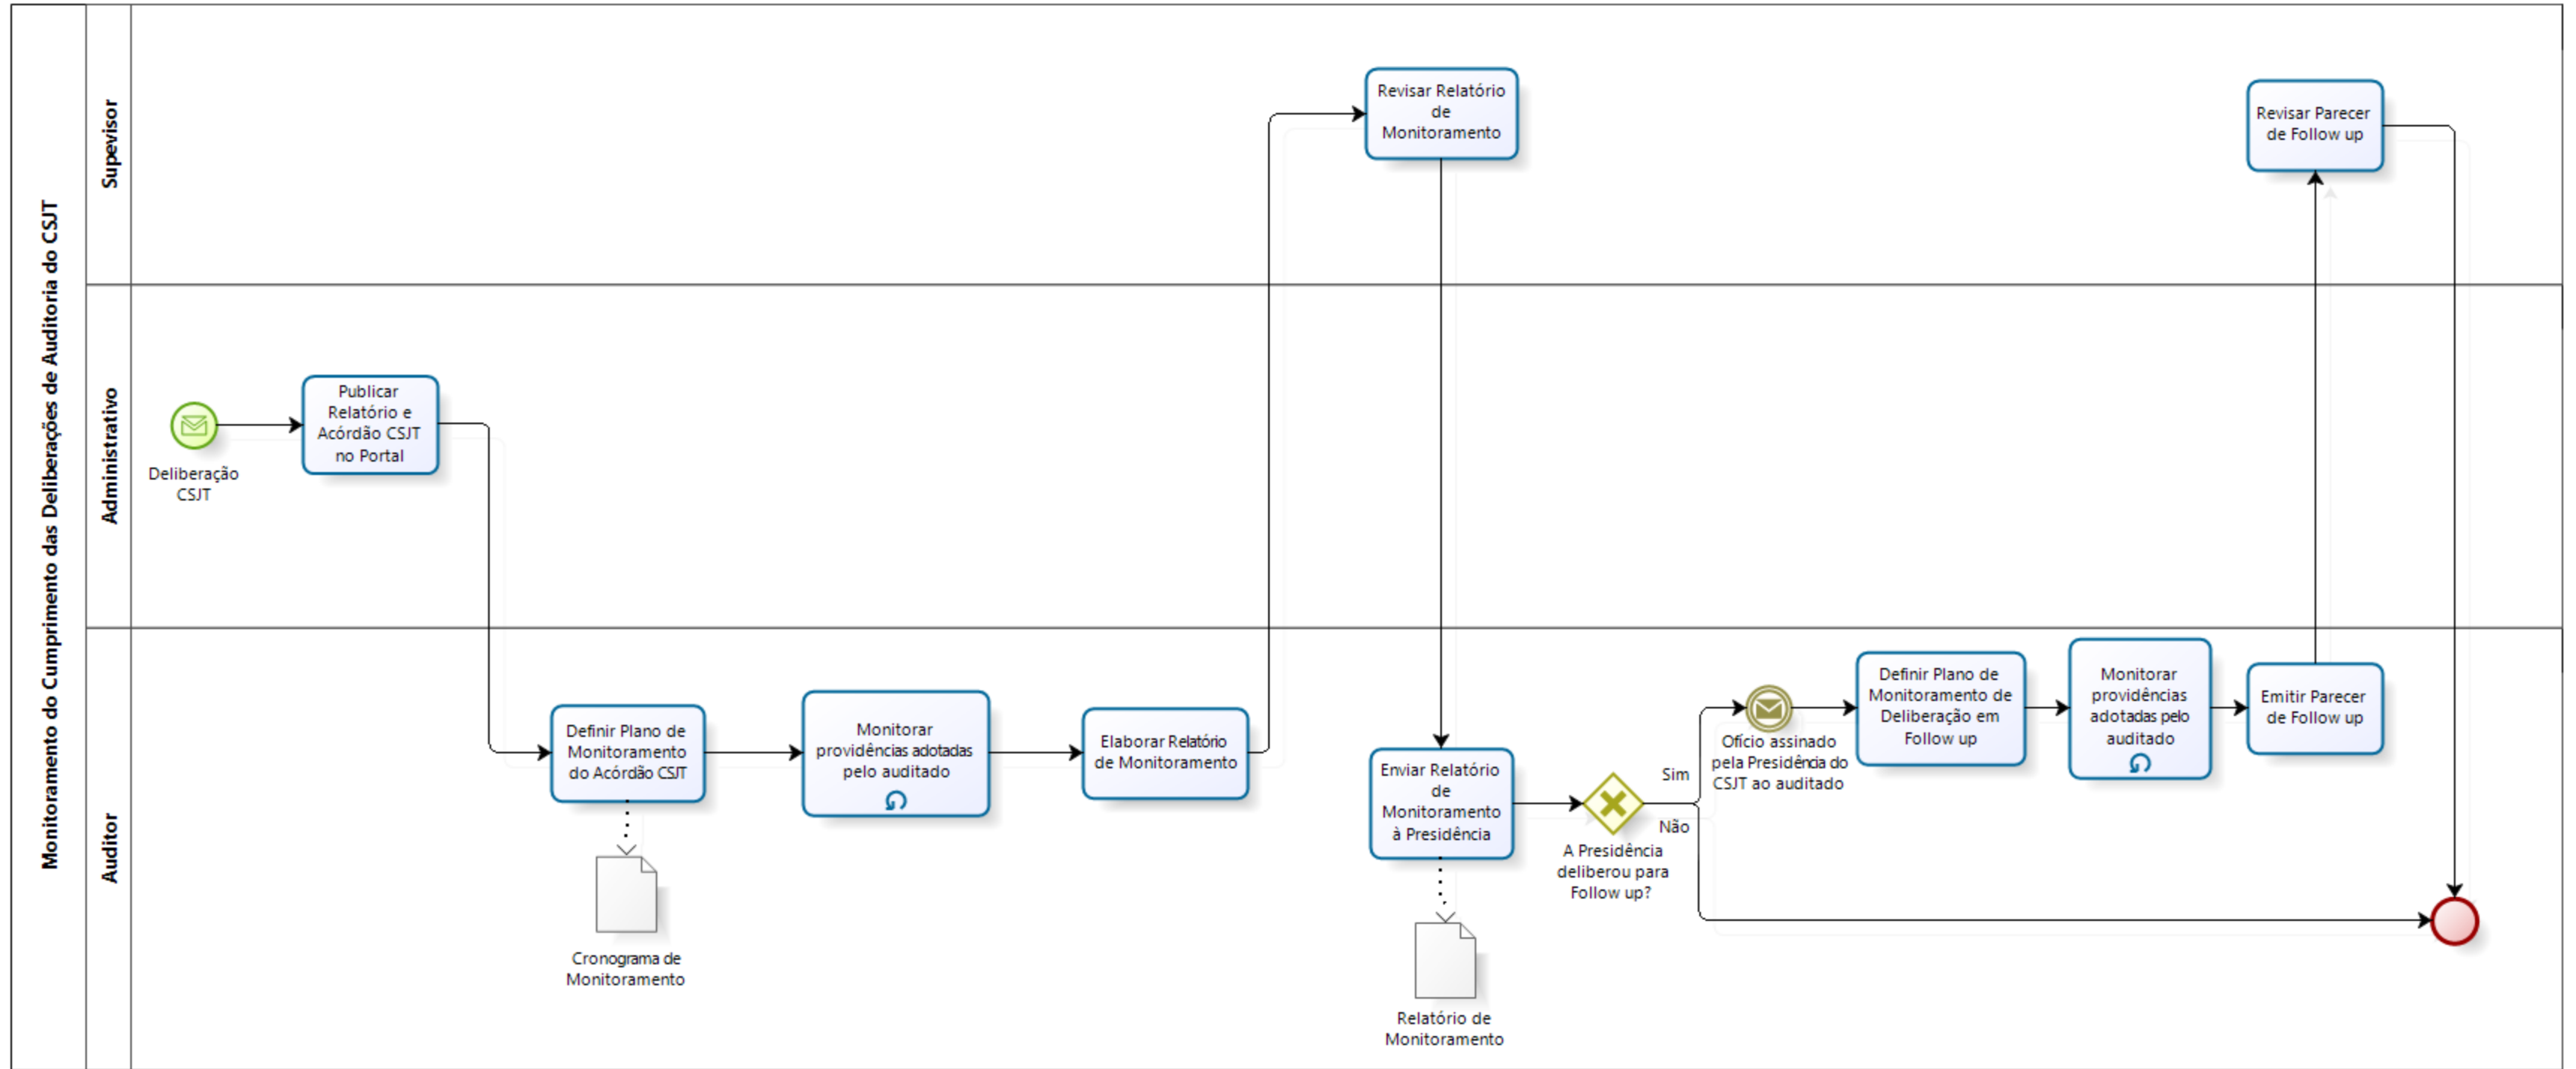 Monitoramento do Cumprimento das Deliberações de Auditoria do CSJT
Supevisor
Revisar Relatório
de
Monitoramento
Revisar Parecer
de Follow up
Administrativo
Deliberação
CSJT
Publicar
Relatório e
Acórdão CSJT
no Portal
Auditor
Definir Plano de
Monitoramento
do Acórdão CSJT
Cronograma de
Monitoramento
Monitorar
providências adotadas
pelo auditado
Elaborar Relatório
de Monitoramento
Enviar Relatório
de
Monitoramento
à Presidência
Relatório de
Monitoramento
A Presidência
deliberou para
Follow up?
Sim
Não
Ofício assinado
pela Presidência do
CSJT ao auditado
Definir Plano de
Monitoramento de
Deliberação em
Follow up
Monitorar
providências
adotadas pelo
auditado
Emitir Parecer
de Follow up